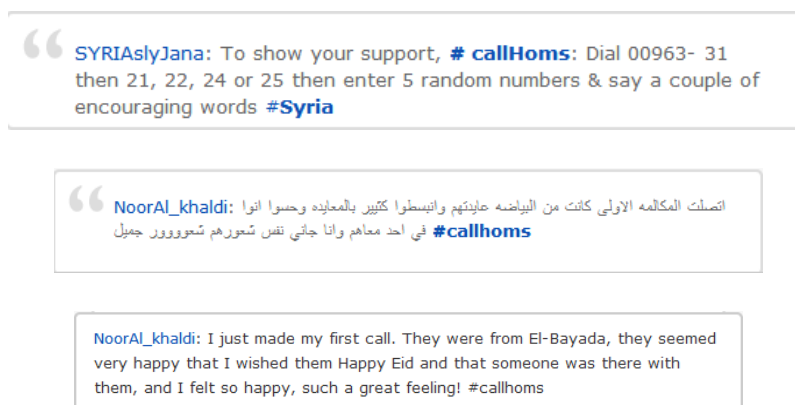 SYRIAslyJana: To show your support, # callHoms: Dial 00963- 31
then 21, 22, 24 or 25 then enter 5 random numbers & say a couple of
encouraging words #Syria
NoorAl_khaldi: اتصلت المكالمه الاولى كانت من البياضه عايدتهم وانبسطوا كتيير بالمعايده وحسوا انوا
في احد معاهم وانا جاني نفس شعورهم شعوووور جميل #callhoms
NoorAl_khaldi: I just made my first call. They were from El-Bayada, they seemed
very happy that I wished them Happy Eid and that someone was there with
them, and I felt so happy, such a great feeling! #callhoms